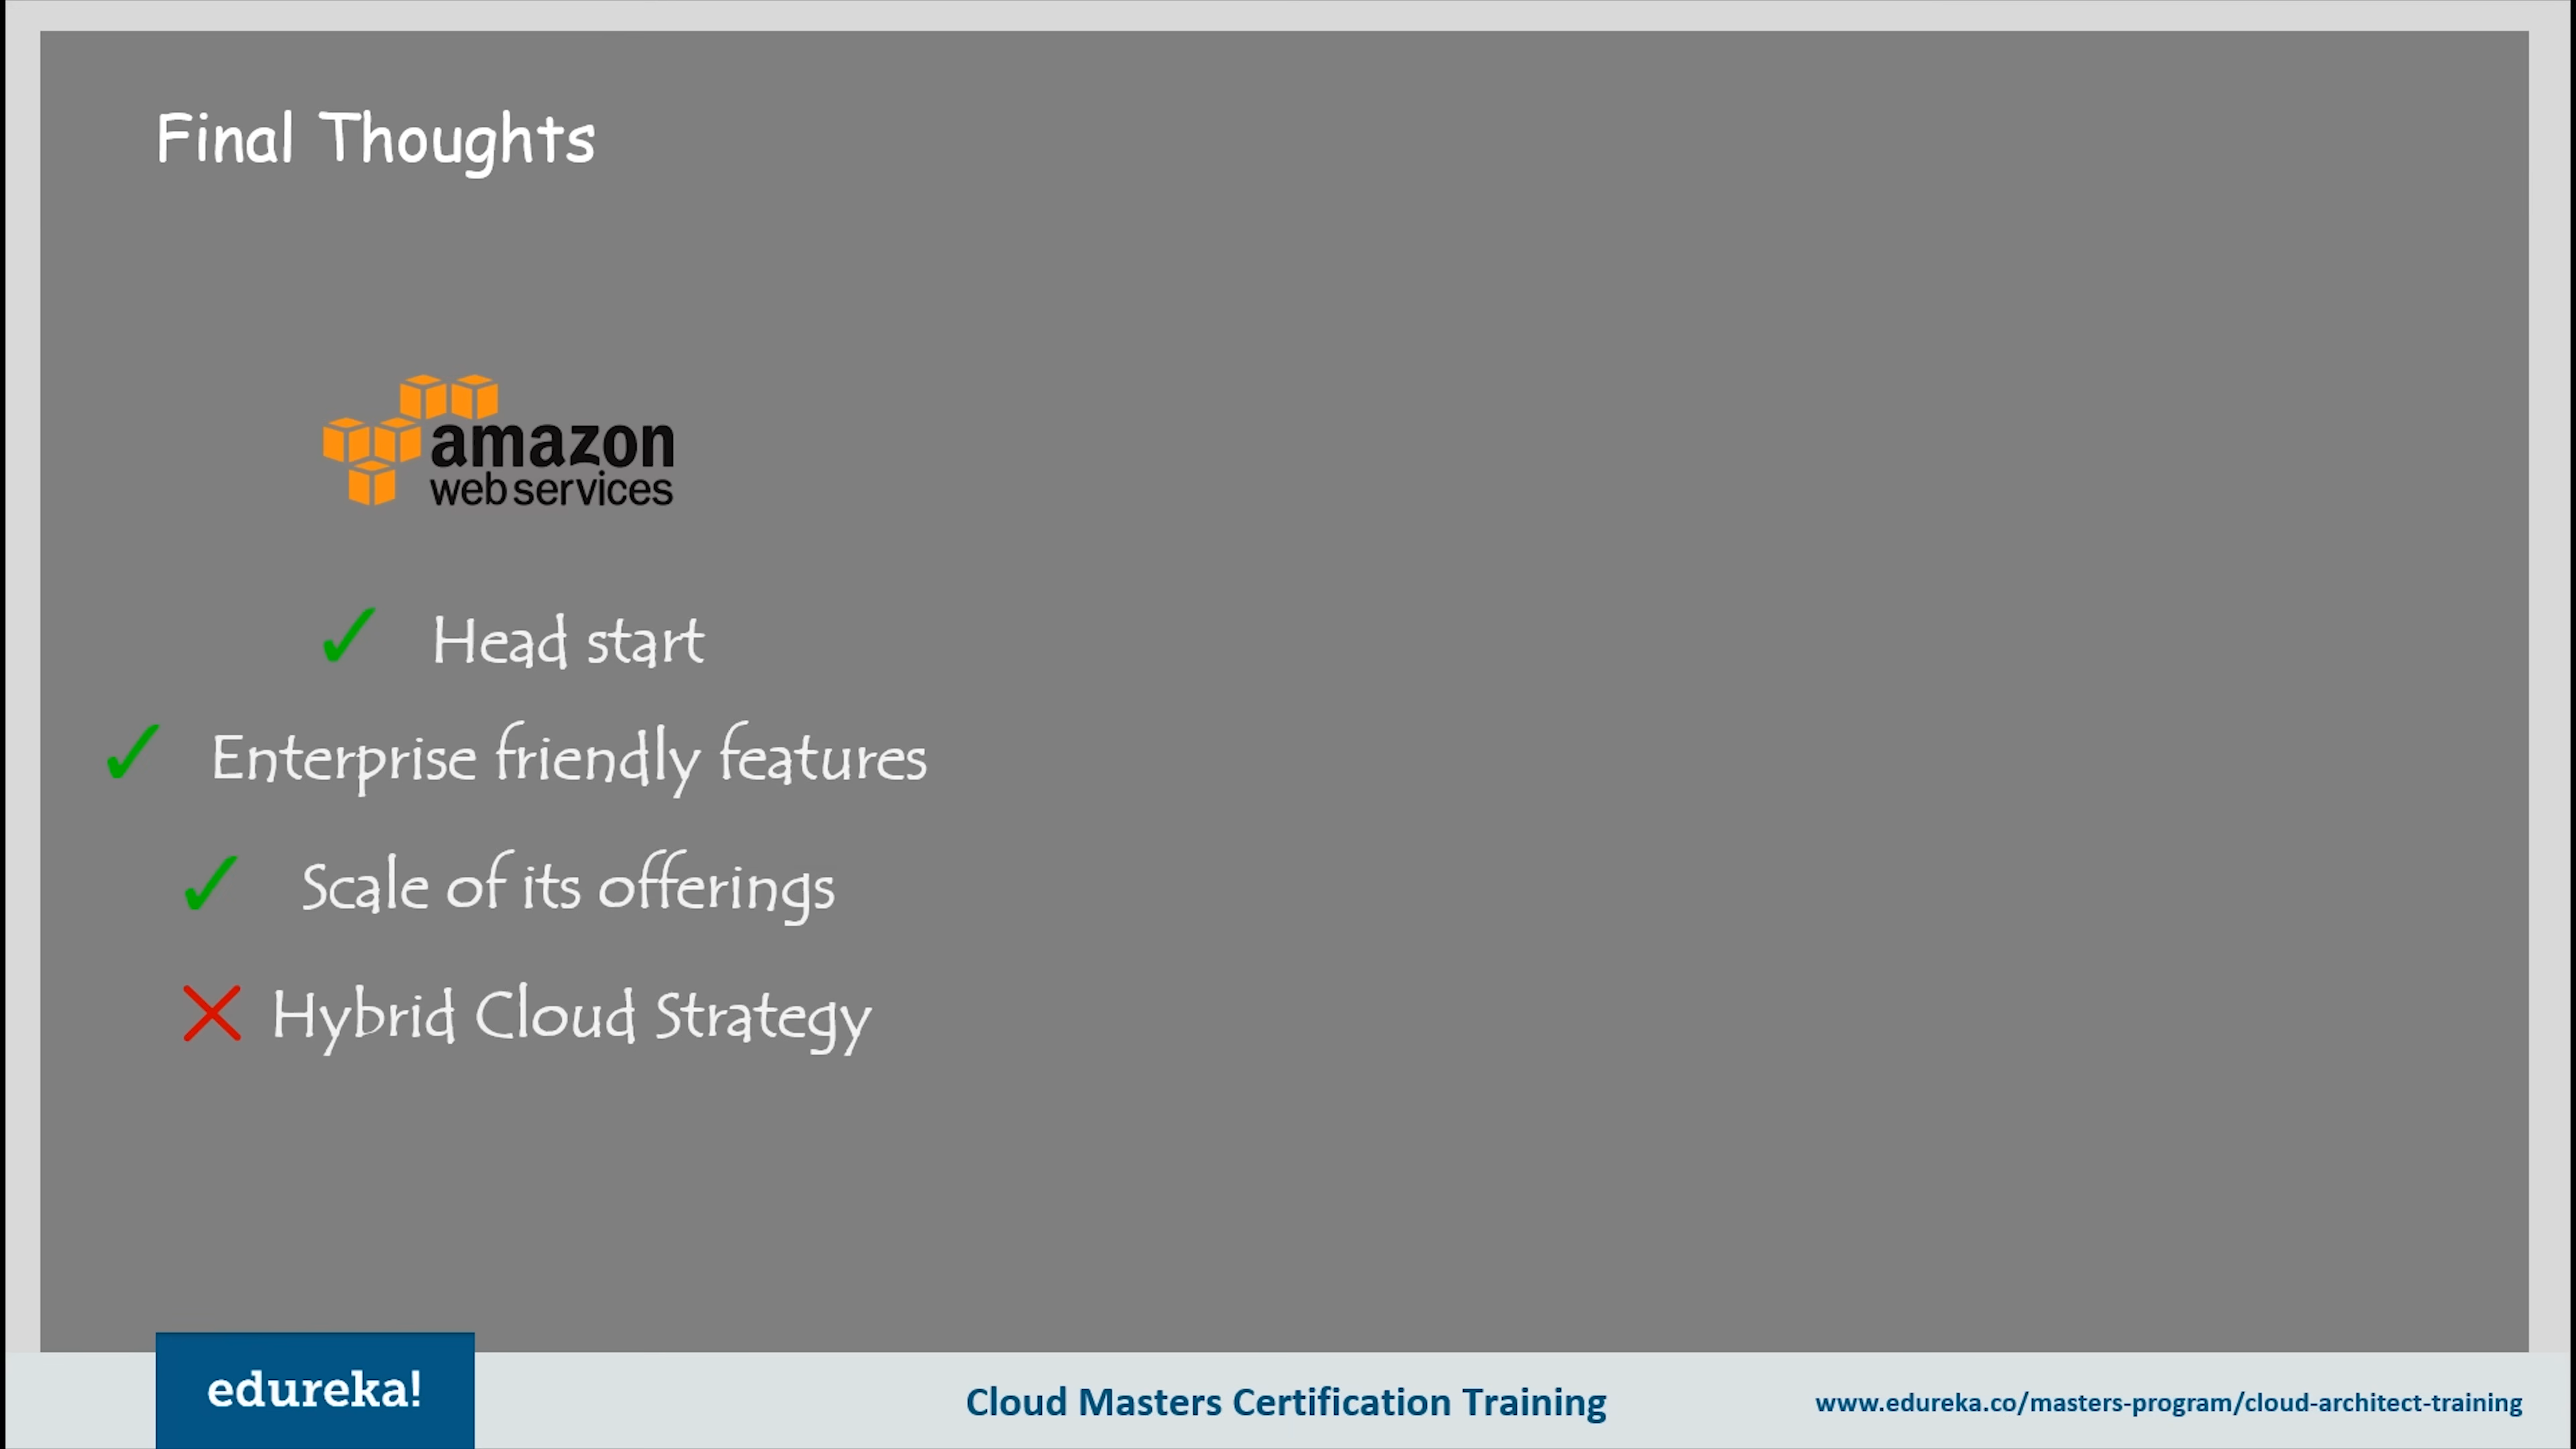 Final Thoughts
amazon
web services
Head start
Enterprise friendly features
Scale of its offerings
Hybrid Cloud Strategy
edureka!
Cloud Masters Certification Training
www.edureka.co/masters-program/cloud-architect-training